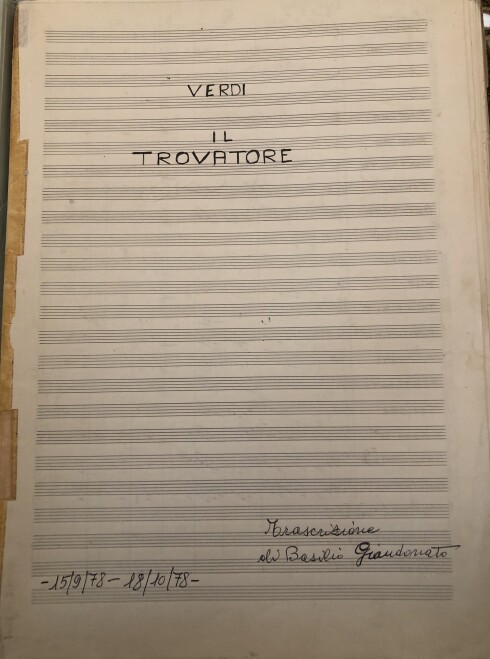 VERDI
IL
TROVATORE
Trascrizione
di Basilio Giandonato
-15/9/78-18/10/78-